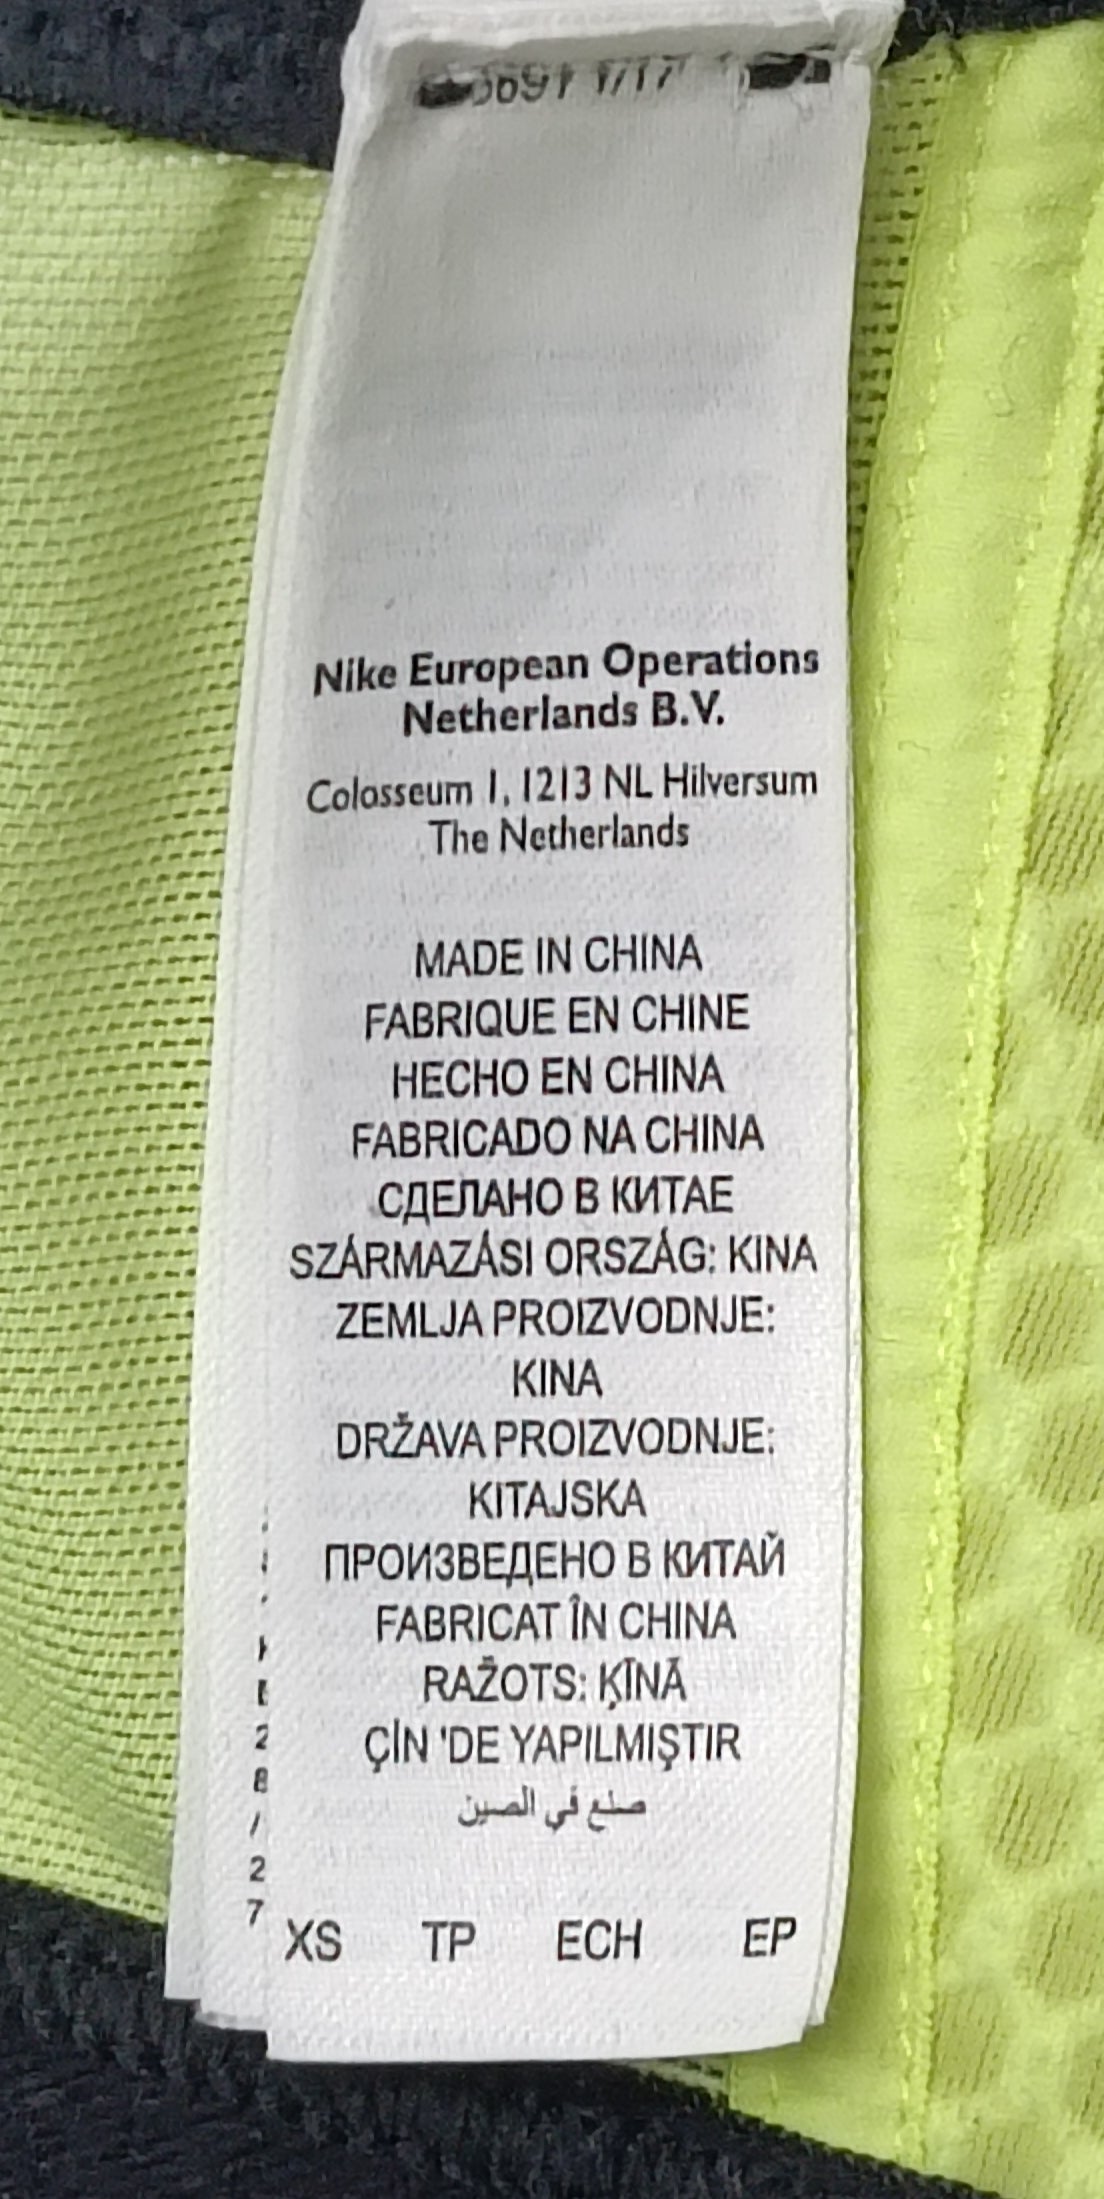 Nike European Operations
Netherlands B.V.
Colosseum 1, 1213 NL Hilversum
The Netherlands
MADE IN CHINA
FABRIQUE EN CHINE
HECHO EN CHINA
FABRICADO NA CHINA
СДЕЛАНО В КИТАЕ
SZÁRMAZÁSI ORSZÁG: KINA
ZEMLJA PROIZVODNJE:
KINA
DRŽAVA PROIZVODNJE:
KITAJSKA
ПРОИЗВЕДЕНО В КИТАЙ
FABRICAT ÎN CHINA
RAŽOTS: ĶĪNĀ
ÇİN 'DE YAPILMIŞTIR
صنع في الصين
XS TP ECH EP